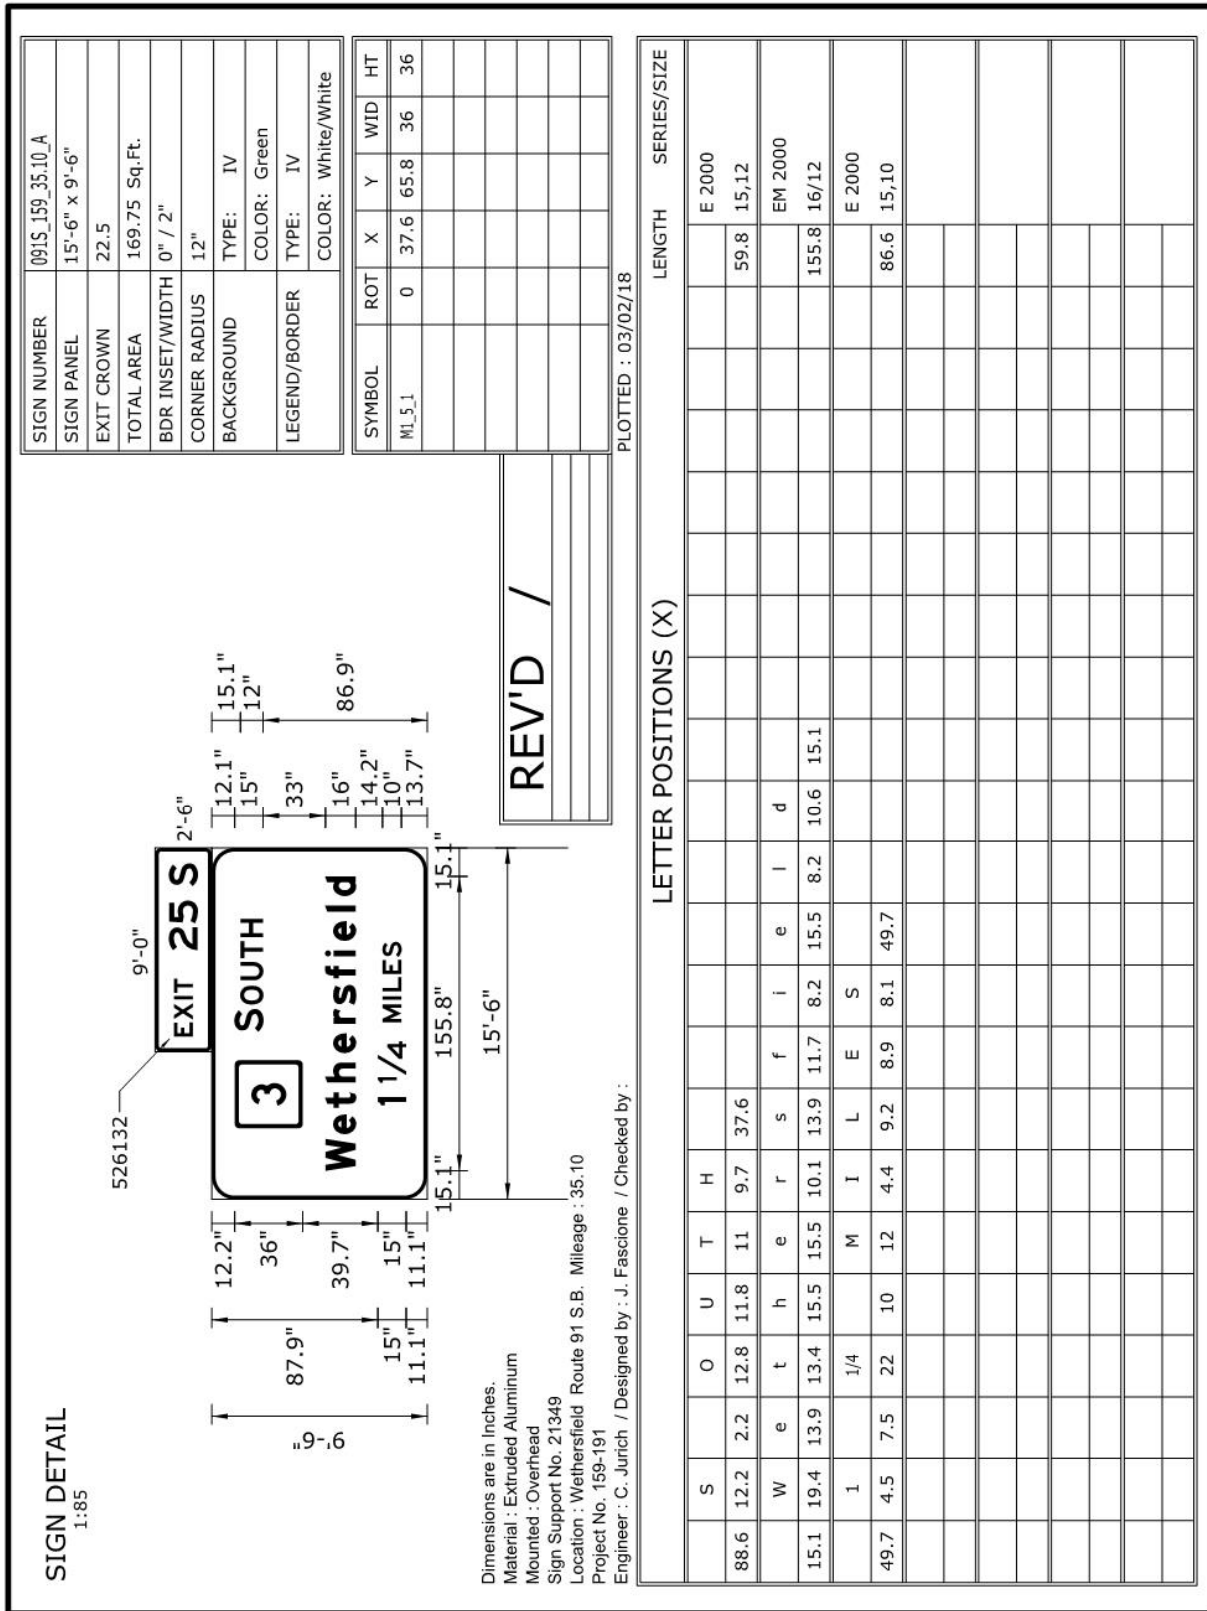 SIGN DETAIL
1:85
526132
9'-0"
2'-6"
EXIT 25 S
3 SOUTH
Wethersfield
1 1/4 MILES
9'-6"
87.9"
15"
11.1"
12.2"
36"
39.7"
15"
11.1"
12.1"
15"
33"
16"
14.2"
10"
13.7"
15.1"
12"
86.9"
15.1" 155.8" 15.1"
15'-6"
SIGN NUMBER 091S_159_35.10_A
SIGN PANEL 15'-6" x 9'-6"
EXIT CROWN 22.5
TOTAL AREA 169.75 Sq.Ft.
BDR INSET/WIDTH 0" / 2"
CORNER RADIUS 12"
BACKGROUND TYPE: IV
COLOR: Green
LEGEND/BORDER TYPE: IV
COLOR: White/White
SYMBOL ROT X Y WID HT
M1_5_1 0 37.6 65.8 36 36
REV'D /
PLOTTED : 03/02/18
Dimensions are in Inches.
Material : Extruded Aluminum
Mounted : Overhead
Sign Support No. 21349
Location : Wethersfield Route 91 S.B. Mileage : 35.10
Project No. 159-191
Engineer : C. Jurich / Designed by : J. Fascione / Checked by :
LETTER POSITIONS (X) LENGTH SERIES/SIZE
S O U T H E 2000
88.6 12.2 2.2 12.8 11.8 11 9.7 37.6 59.8 15,12
W e t h e r s f i e l d EM 2000
15.1 19.4 13.9 13.4 15.5 15.5 10.1 13.9 11.7 8.2 15.5 8.2 10.6 15.1 155.8 16/12
1 1/4 M I L E S E 2000
49.7 4.5 7.5 22 10 12 4.4 9.2 8.9 8.1 49.7 86.6 15,10